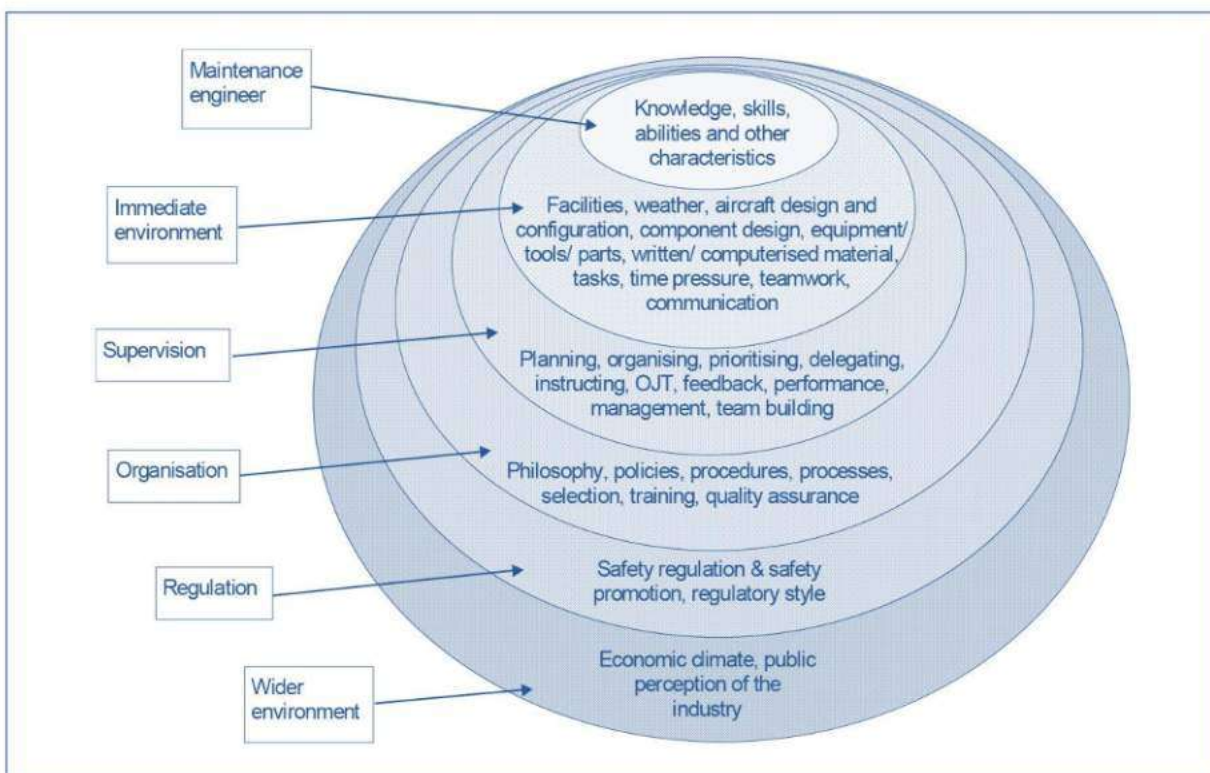 Maintenance
engineer
Knowledge, skills,
abilities and other
characteristics
Immediate
environment
Facilities, weather, aircraft design and
configuration, component design, equipment/
tools/ parts, written/ computerised material,
tasks, time pressure, teamwork,
communication
Supervision
Planning, organising, prioritising, delegating,
instructing, OJT, feedback, performance,
management, team building
Organisation
Philosophy, policies, procedures, processes,
selection, training, quality assurance
Regulation
Safety regulation & safety
promotion, regulatory style
Wider
environment
Economic climate, public
perception of the
industry